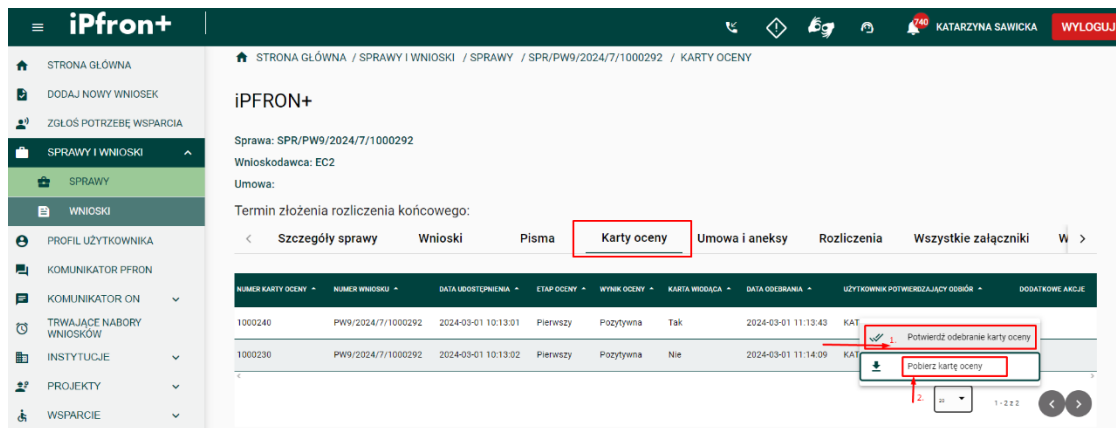 iPfron+
740
KATARZYNA SAWICKA
WYLOGUJ
STRONA GŁÓWNA
DODAJ NOWY WNIOSEK
ZGŁOŚ POTRZEBĘ WSPARCIA
SPRAWY I WNIOSKI
SPRAWY
WNIOSKI
PROFIL UŻYTKOWNIKA
KOMUNIKATOR PFRON
KOMUNIKATOR ON
TRWAJĄCE NABORY
WNIOSKÓW
INSTYTUCJE
PROJEKTY
WSPARCIE
STRONA GŁÓWNA / SPRAWY I WNIOSKI / SPRAWY / SPR/PW9/2024/7/1000292 / KARTY OCENY
iPFRON+
Sprawa: SPR/PW9/2024/7/1000292
Wnioskodawca: EC2
Umowa:
Termin złożenia rozliczenia końcowego:
Szczegóły sprawy Wnioski Pisma Karty oceny Umowa i aneksy Rozliczenia Wszystkie załączniki W
NUMER KARTY OCENY NUMER WNIOSKU DATA UDOSTĘPNIENIA ETAP OCENY WYNIK OCENY KARTA WIODĄCA DATA ODEBRANIA UŻYTKOWNIK POTWIERDZAJĄCY ODBIÓR DODATKOWE AKCJE
1000240 PW9/2024/7/1000292 2024-03-01 10:13:01 Pierwszy Pozytywna Tak 2024-03-01 11:13:43 KAT
1. Potwierdź odebranie karty oceny
1000230 PW9/2024/7/1000292 2024-03-01 10:13:02 Pierwszy Pozytywna Nie 2024-03-01 11:14:09 KAT
Pobierz kartę oceny
2.
1 - 2 z 2